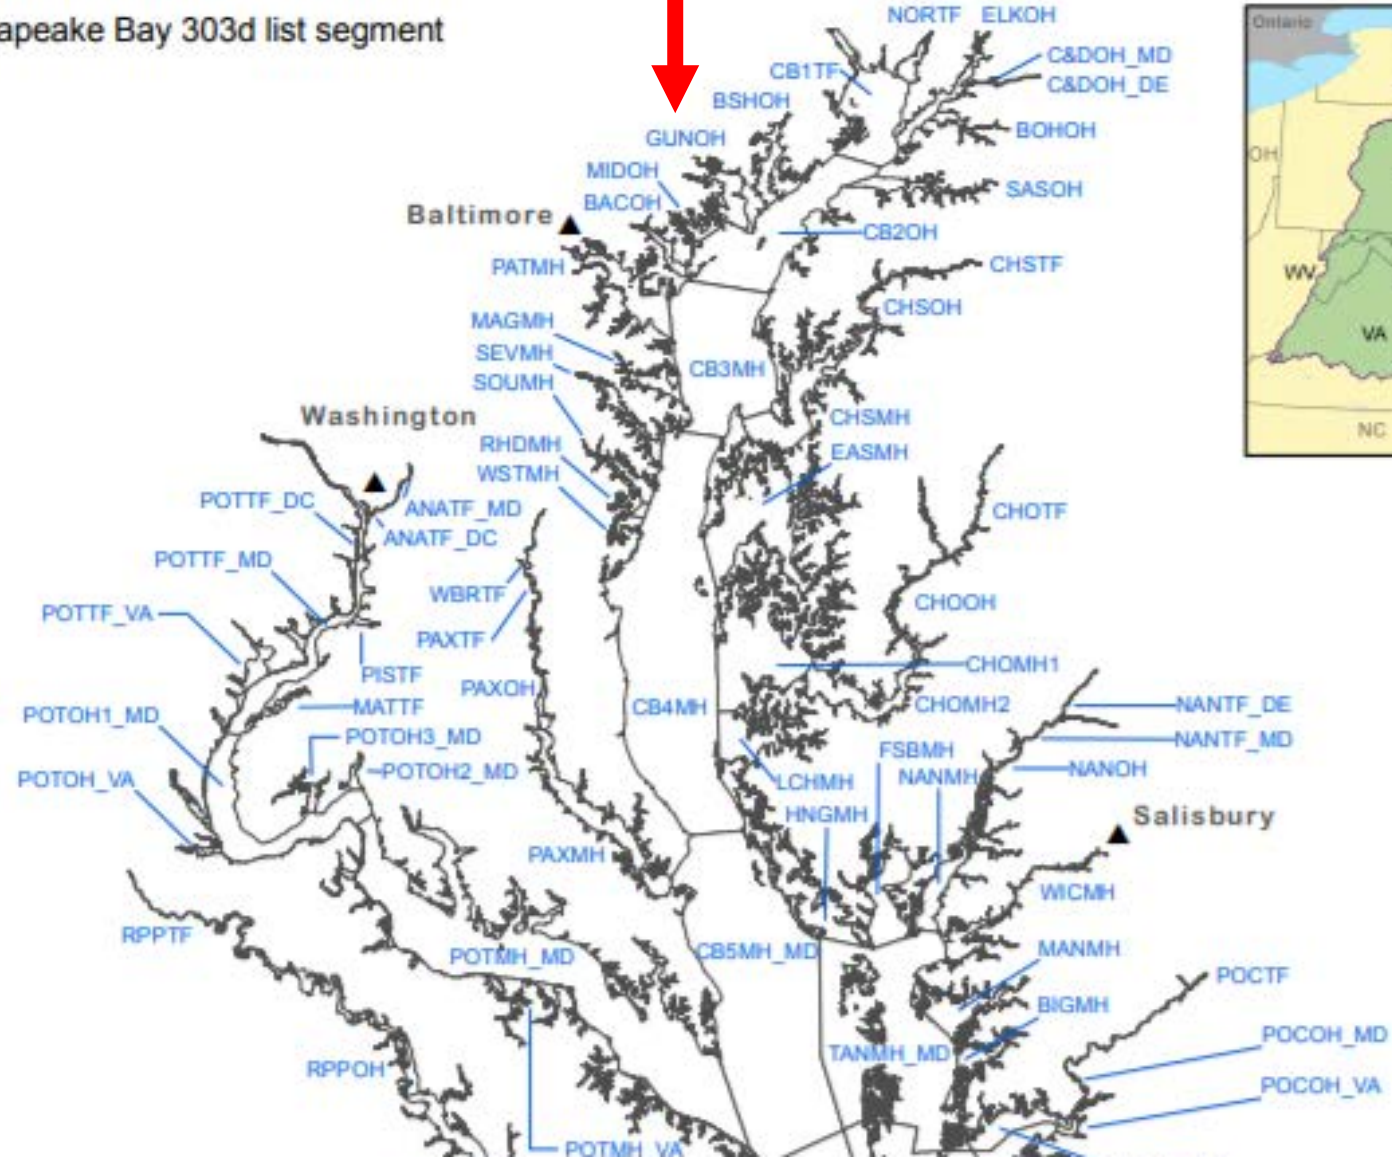 apeake Bay 303d list segment
NORTF ELKOH
Ontario
C&DOH_MD
CB1TF
C&DOH_DE
BSHOH
BOHOH
GUNOH
OH
MIDOH
SASOH
BACOH
Baltimore
CB2OH
PATMH
CHSTF
WV
CHSOH
MAGMH
VA
SEVMH
CB3MH
SOUMH
Washington
CHSMH
NC
RHDMH
EASMH
WSTMH
POTTF_DC
ANATF_MD
CHOTF
ANATF_DC
POTTF_MD
WBRTF
CHOOH
POTTF_VA
PAXTF
CHOMH1
PISTF
PAXOH
MATTF
CB4MH
CHOMH2
NANTF_DE
POTOH1_MD
POTOH3_MD
NANTF_MD
FSBMH
POTOH2_MD
NANMH
NANOH
POTOH_VA
LCHMH
HNGMH
Salisbury
PAXMH
WICMH
RPPTF
POTMH_MD
CB5MH_MD
MANMH
POCTF
BIGMH
POCOH_MD
TANMH_MD
RPPOH
POCOH_VA
POTMH_VA